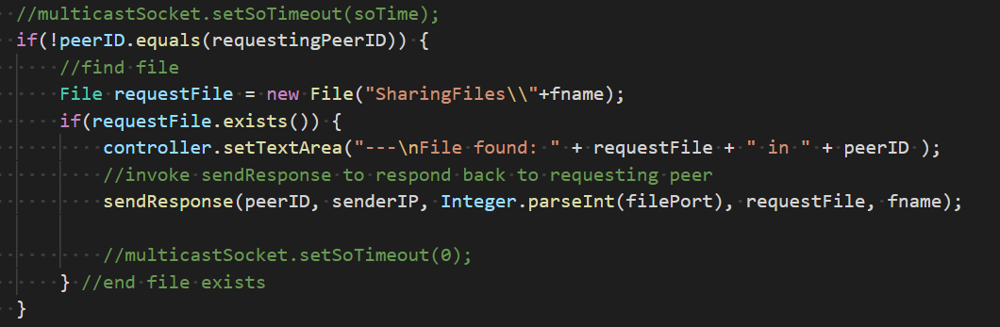 //multicastSocket.setSoTimeout(soTime);
if(!peerID.equals(requestingPeerID)) {
//find file
File requestFile = new File("SharingFiles\\"+fname);
if(requestFile.exists()) {
controller.setTextArea("---\nFile found: " + requestFile + " in " + peerID );
//invoke sendResponse to respond back to requesting peer
sendResponse(peerID, senderIP, Integer.parseInt(filePort), requestFile, fname);
//multicastSocket.setSoTimeout(0);
} //end file exists
}